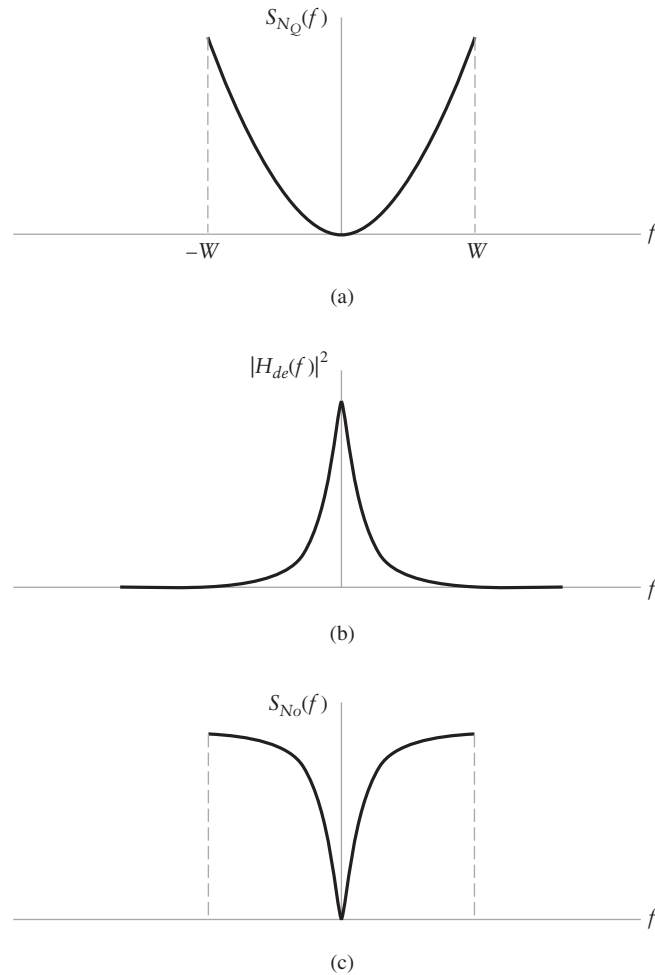 S_{N_Q}(f)
f
–W W
(a)
|H_{de}(f)|^2
f
(b)
S_{No}(f)
f
(c)